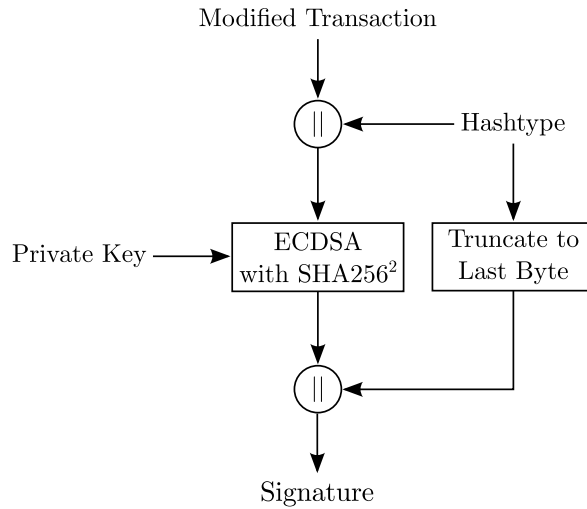 Modified Transaction
||
Hashtype
Private Key
ECDSA
with SHA256²
Truncate to
Last Byte
||
Signature